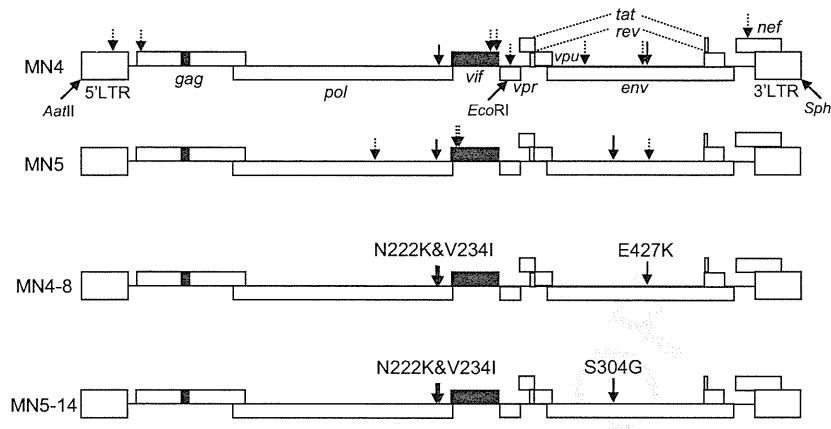 tat
rev
nef
MN4
gag
pol
vif
vpr
vpu
env
5'LTR
3'LTR
AatII
EcoRI
Sph
MN5
N222K&V234I
E427K
MN4-8
N222K&V234I
S304G
MN5-14